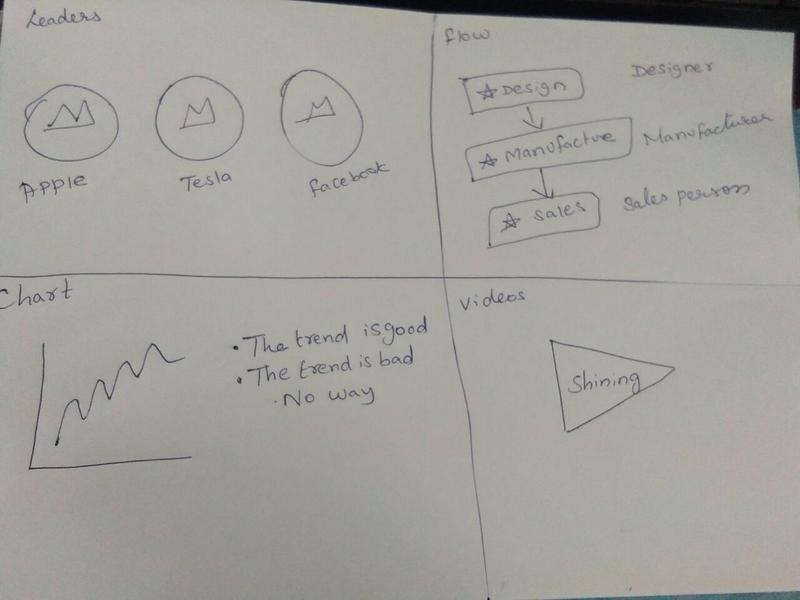 Leaders
Apple
Tesla
facebook
flow
Design
Designer
Manufacture
Manufacturer
Sales
Sales person
Chart
The trend is good
The trend is bad
No way
Videos
Shining